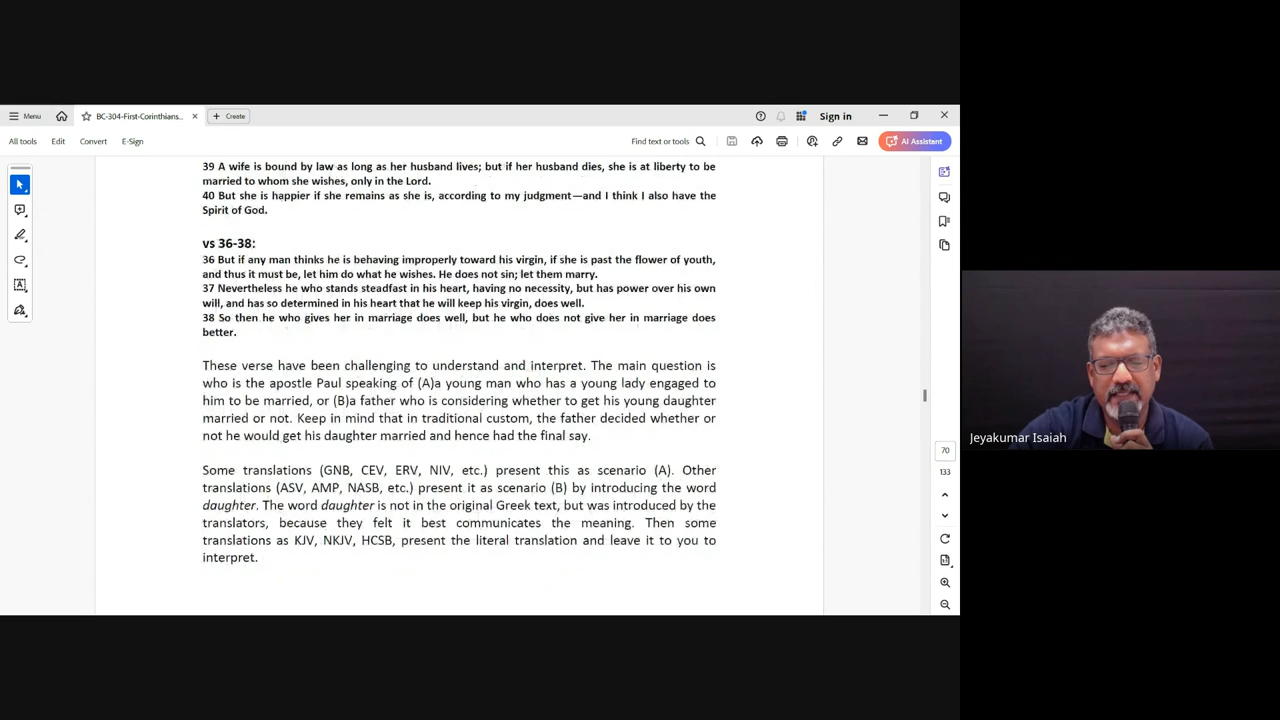 Menu
BC-304-First-Corinthians...
Create
Sign in
All tools
Edit
Convert
E-Sign
Find text or tools
AI Assistant
39 A wife is bound by law as long as her husband lives; but if her husband dies, she is at liberty to be
married to whom she wishes, only in the Lord.
40 But she is happier if she remains as she is, according to my judgment—and I think I also have the
Spirit of God.
vs 36-38:
36 But if any man thinks he is behaving improperly toward his virgin, if she is past the flower of youth,
and thus it must be, let him do what he wishes. He does not sin; let them marry.
37 Nevertheless he who stands steadfast in his heart, having no necessity, but has power over his own
will, and has so determined in his heart that he will keep his virgin, does well.
38 So then he who gives her in marriage does well, but he who does not give her in marriage does
better.
These verse have been challenging to understand and interpret. The main question is
who is the apostle Paul speaking of (A)a young man who has a young lady engaged to
him to be married, or (B)a father who is considering whether to get his young daughter
married or not. Keep in mind that in traditional custom, the father decided whether or
not he would get his daughter married and hence had the final say.
Some translations (GNB, CEV, ERV, NIV, etc.) present this as scenario (A). Other
translations (ASV, AMP, NASB, etc.) present it as scenario (B) by introducing the word
daughter. The word daughter is not in the original Greek text, but was introduced by the
translators, because they felt it best communicates the meaning. Then some
translations as KJV, NKJV, HCSB, present the literal translation and leave it to you to
interpret.
70
133
Jeyakumar Isaiah